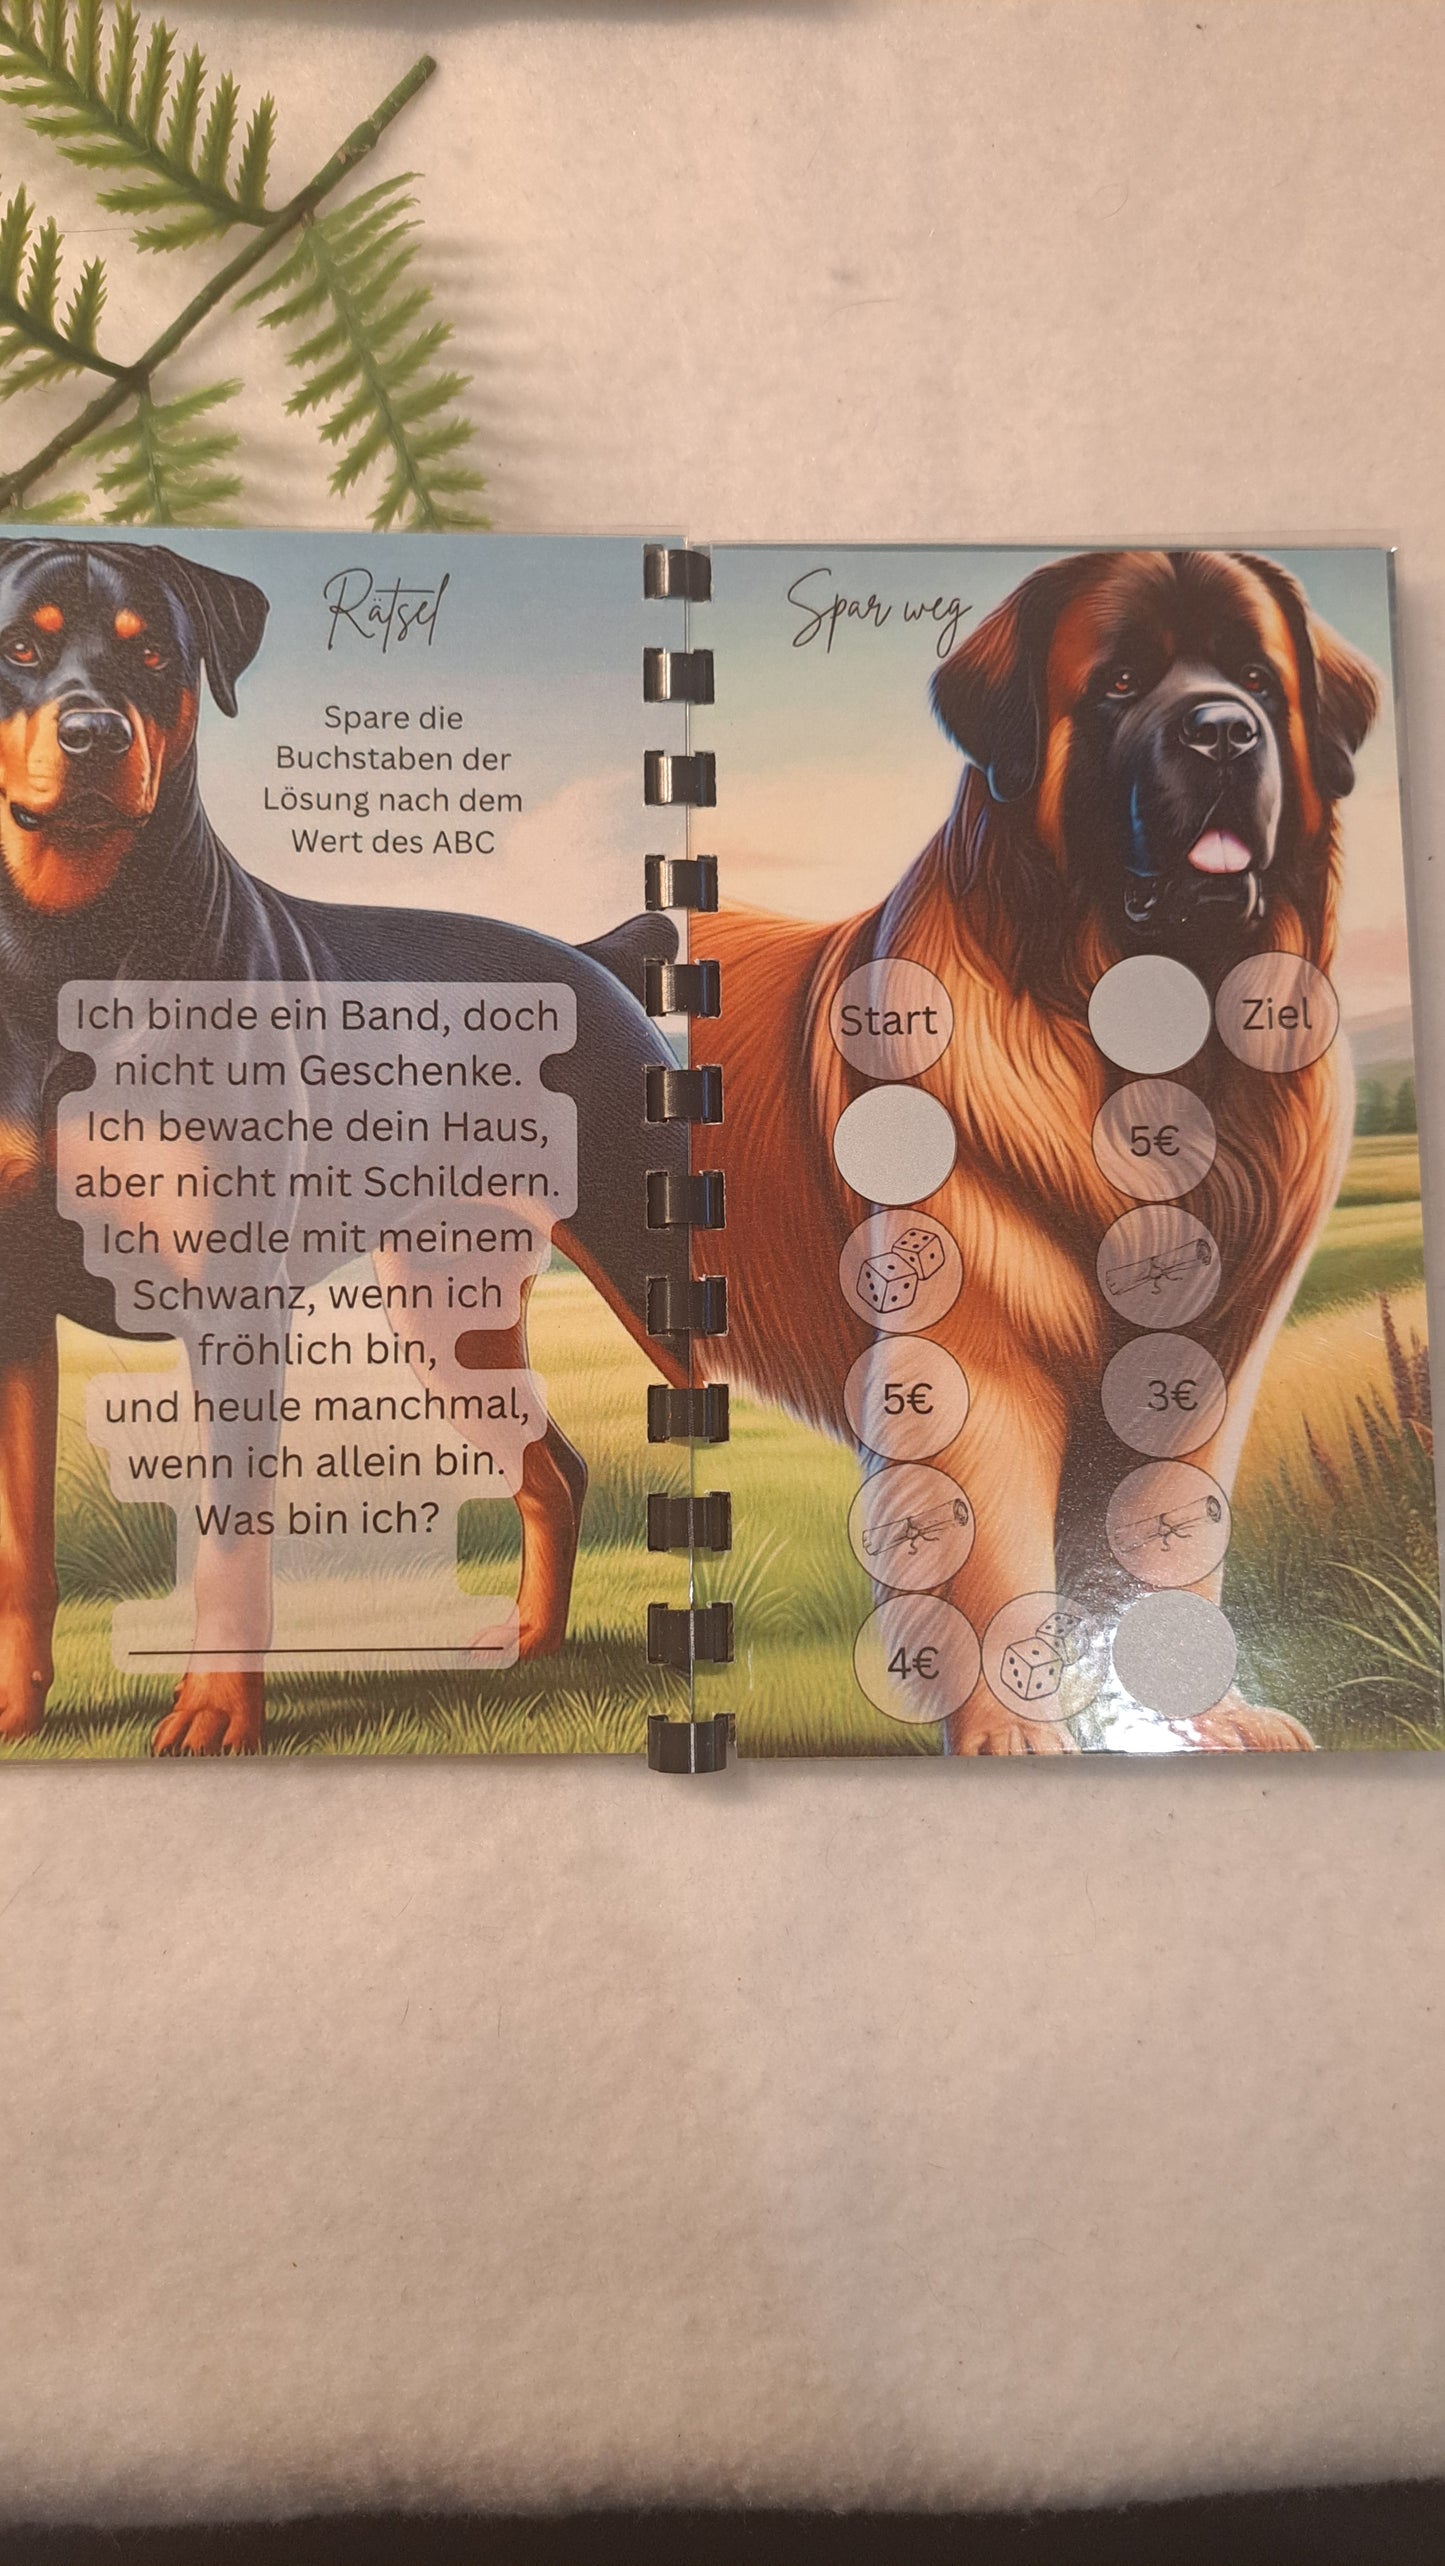 Rätsel
Spare die
Buchstaben der
Lösung nach dem
Wert des ABC
Ich binde ein Band, doch
nicht um Geschenke.
Ich bewache dein Haus,
aber nicht mit Schildern.
Ich wedle mit meinem
Schwanz, wenn ich
fröhlich bin,
und heule manchmal,
wenn ich allein bin.
Was bin ich?
Spar weg
Start
Ziel
5€
5€
3€
4€